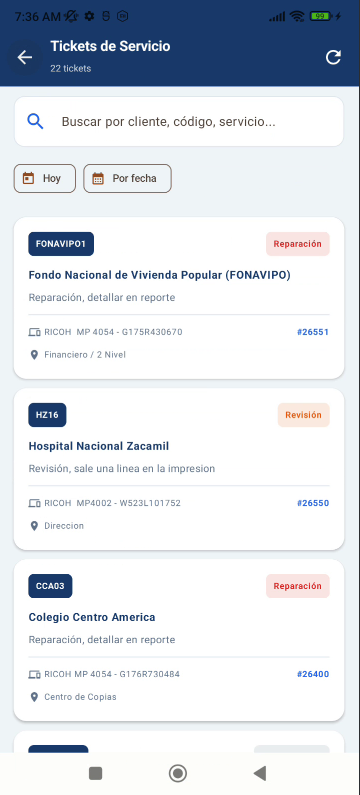 7:36 AM
99
Tickets de Servicio
22 tickets
Buscar por cliente, código, servicio...
Hoy
Por fecha
FONAVIPO1
Reparación
Fondo Nacional de Vivienda Popular (FONAVIPO)
Reparación, detallar en reporte
RICOH MP 4054 - G175R430670
#26551
Financiero / 2 Nivel
HZ16
Revisión
Hospital Nacional Zacamil
Revisión, sale una linea en la impresion
RICOH MP4002 - W523L101752
#26550
Direccion
CCA03
Reparación
Colegio Centro America
Reparación, detallar en reporte
RICOH MP 4054 - G176R730484
#26400
Centro de Copias